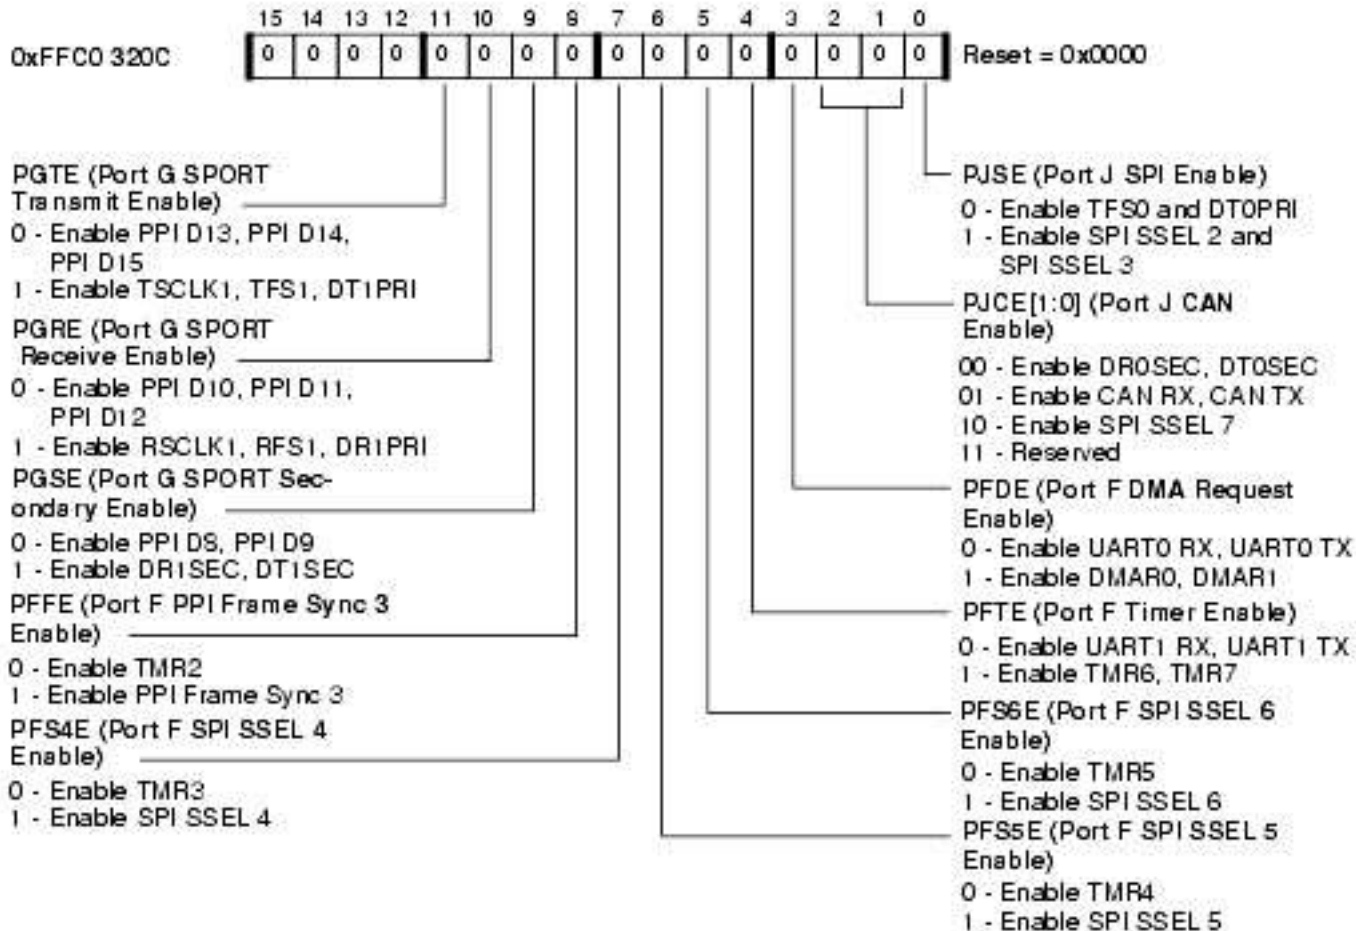 15 14 13 12 11 10 9 8 7 6 5 4 3 2 1 0
0xFFC0 320C
0 0 0 0 0 0 0 0 0 0 0 0 0 0 0 0
Reset = 0x0000
PGTE (Port G SPORT
Transmit Enable)
0 - Enable PPI D13, PPI D14,
PPI D15
1 - Enable TSCLK1, TFS1, DT1PRI
PGRE (Port G SPORT
Receive Enable)
0 - Enable PPI D10, PPI D11,
PPI D12
1 - Enable RSCLK1, RFS1, DR1PRI
PGSE (Port G SPORT Sec-
ondary Enable)
0 - Enable PPI D8, PPI D9
1 - Enable DR1SEC, DT1SEC
PFFE (Port F PPI Frame Sync 3
Enable)
0 - Enable TMR2
1 - Enable PPI Frame Sync 3
PFS4E (Port F SPI SSEL 4
Enable)
0 - Enable TMR3
1 - Enable SPI SSEL 4
PJSE (Port J SPI Enable)
0 - Enable TFS0 and DT0PRI
1 - Enable SPI SSEL 2 and
SPI SSEL 3
PJCE[1:0] (Port J CAN
Enable)
00 - Enable DR0SEC, DT0SEC
01 - Enable CAN RX, CAN TX
10 - Enable SPI SSEL 7
11 - Reserved
PFDE (Port F DMA Request
Enable)
0 - Enable UART0 RX, UART0 TX
1 - Enable DMAR0, DMAR1
PFTE (Port F Timer Enable)
0 - Enable UART1 RX, UART1 TX
1 - Enable TMR6, TMR7
PFS6E (Port F SPI SSEL 6
Enable)
0 - Enable TMR5
1 - Enable SPI SSEL 6
PFS5E (Port F SPI SSEL 5
Enable)
0 - Enable TMR4
1 - Enable SPI SSEL 5